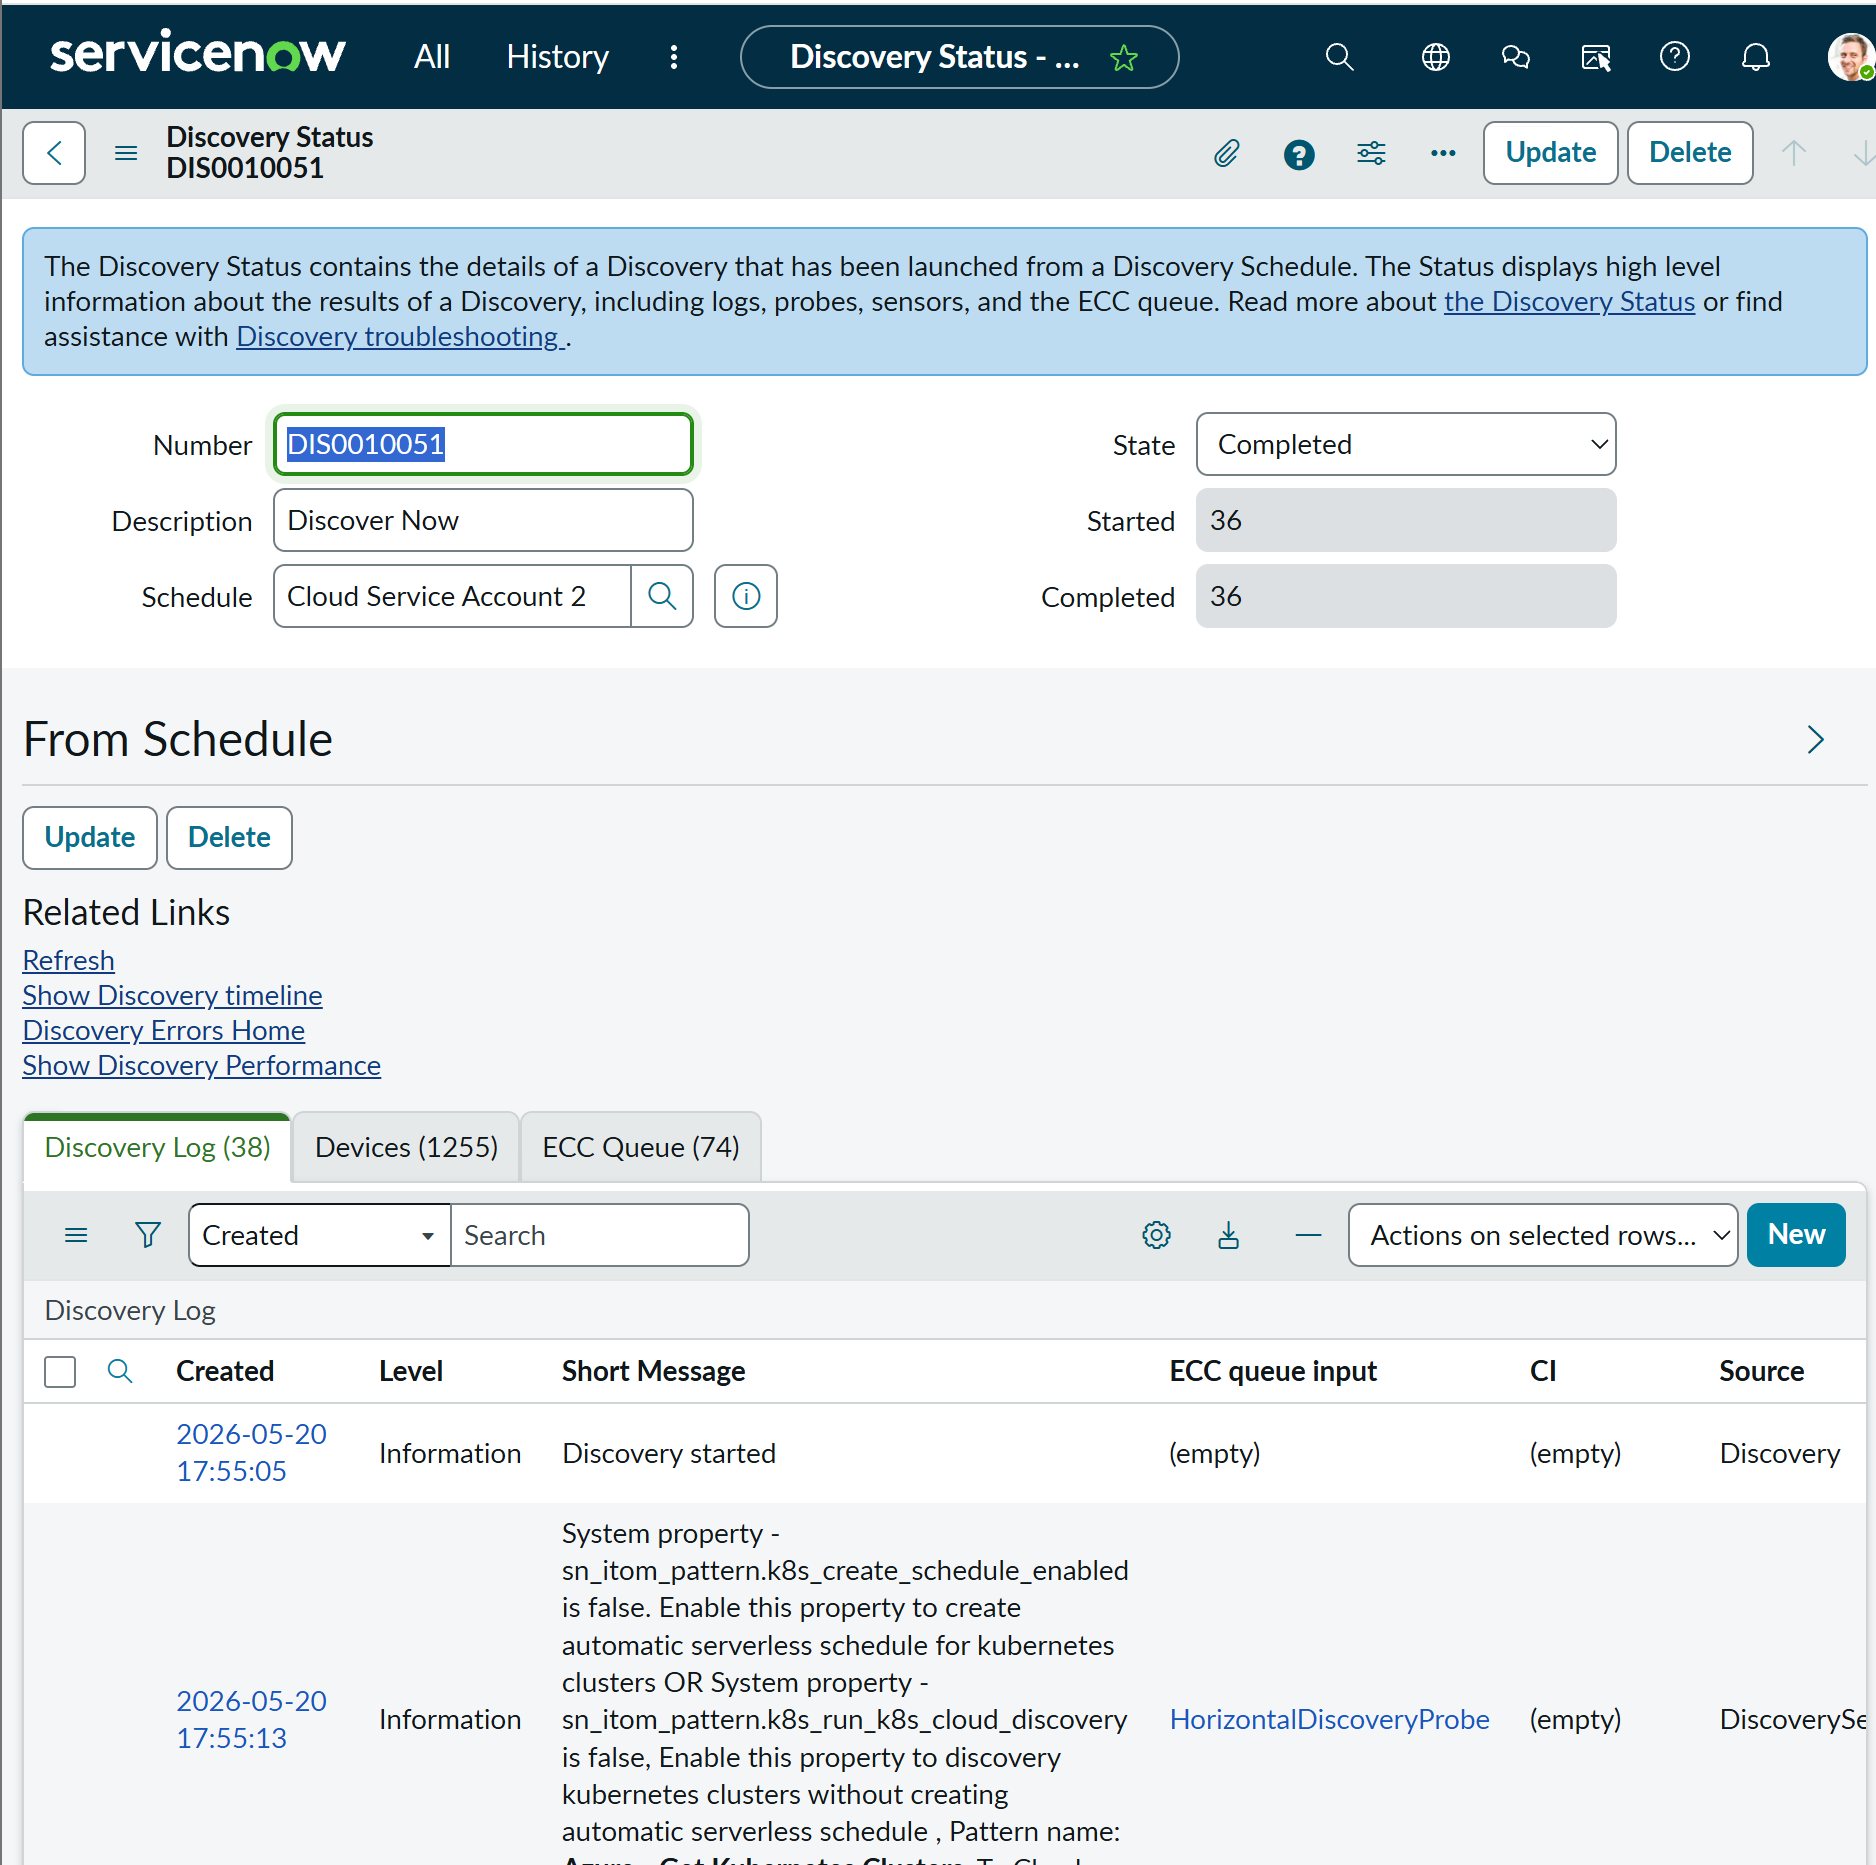 servicenow
All
History
Discovery Status - ...
Discovery Status
DIS0010051
Update
Delete
The Discovery Status contains the details of a Discovery that has been launched from a Discovery Schedule. The Status displays high level
information about the results of a Discovery, including logs, probes, sensors, and the ECC queue. Read more about the Discovery Status or find
assistance with Discovery troubleshooting .
Number
DIS0010051
State
Completed
Description
Discover Now
Started
36
Schedule
Cloud Service Account 2
Completed
36
From Schedule
Update
Delete
Related Links
Refresh
Show Discovery timeline
Discovery Errors Home
Show Discovery Performance
Discovery Log (38)
Devices (1255)
ECC Queue (74)
Created
Search
Actions on selected rows...
New
Discovery Log
Created
Level
Short Message
ECC queue input
CI
Source
2026-05-20
17:55:05
Information
Discovery started
(empty)
(empty)
Discovery
2026-05-20
17:55:13
Information
System property -
sn_itom_pattern.k8s_create_schedule_enabled
is false. Enable this property to create
automatic serverless schedule for kubernetes
clusters OR System property -
sn_itom_pattern.k8s_run_k8s_cloud_discovery
is false, Enable this property to discovery
kubernetes clusters without creating
automatic serverless schedule , Pattern name:
HorizontalDiscoveryProbe
(empty)
DiscoverySe